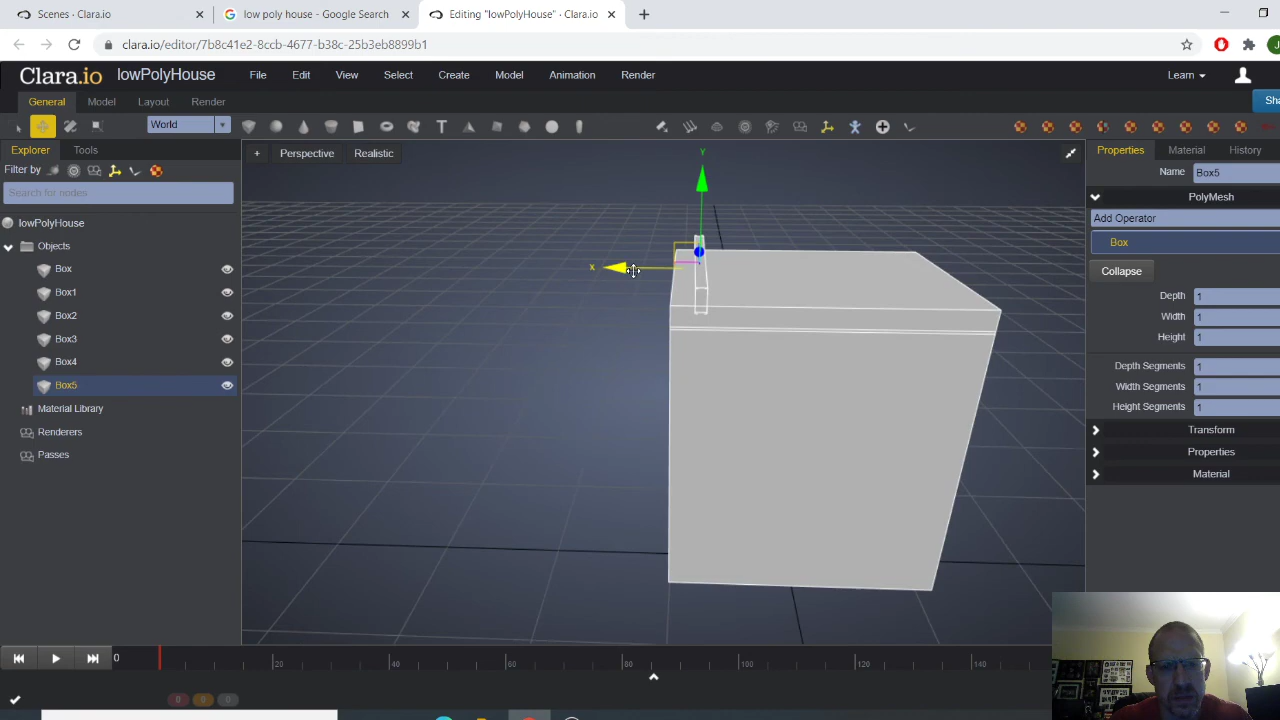 Scenes · Clara.io
low poly house - Google Search
Editing "lowPolyHouse" · Clara.io
clara.io/editor/7b8c41e2-8ccb-4677-b38c-25b3eb8899b1
Clara.io lowPolyHouse File Edit View Select Create Model Animation Render Learn
General Model Layout Render Sha
World
Explorer Tools
Filter by
Search for nodes
lowPolyHouse
Objects
Box
Box1
Box2
Box3
Box4
Box5
Material Library
Renderers
Passes
+ Perspective Realistic
Y
X
Properties Material History
Name Box5
PolyMesh
Add Operator
Box
Collapse
Depth 1
Width 1
Height 1
Depth Segments 1
Width Segments 1
Height Segments 1
Transform
Properties
Material
0 20 40 60 80 100 120 140
0 0 0